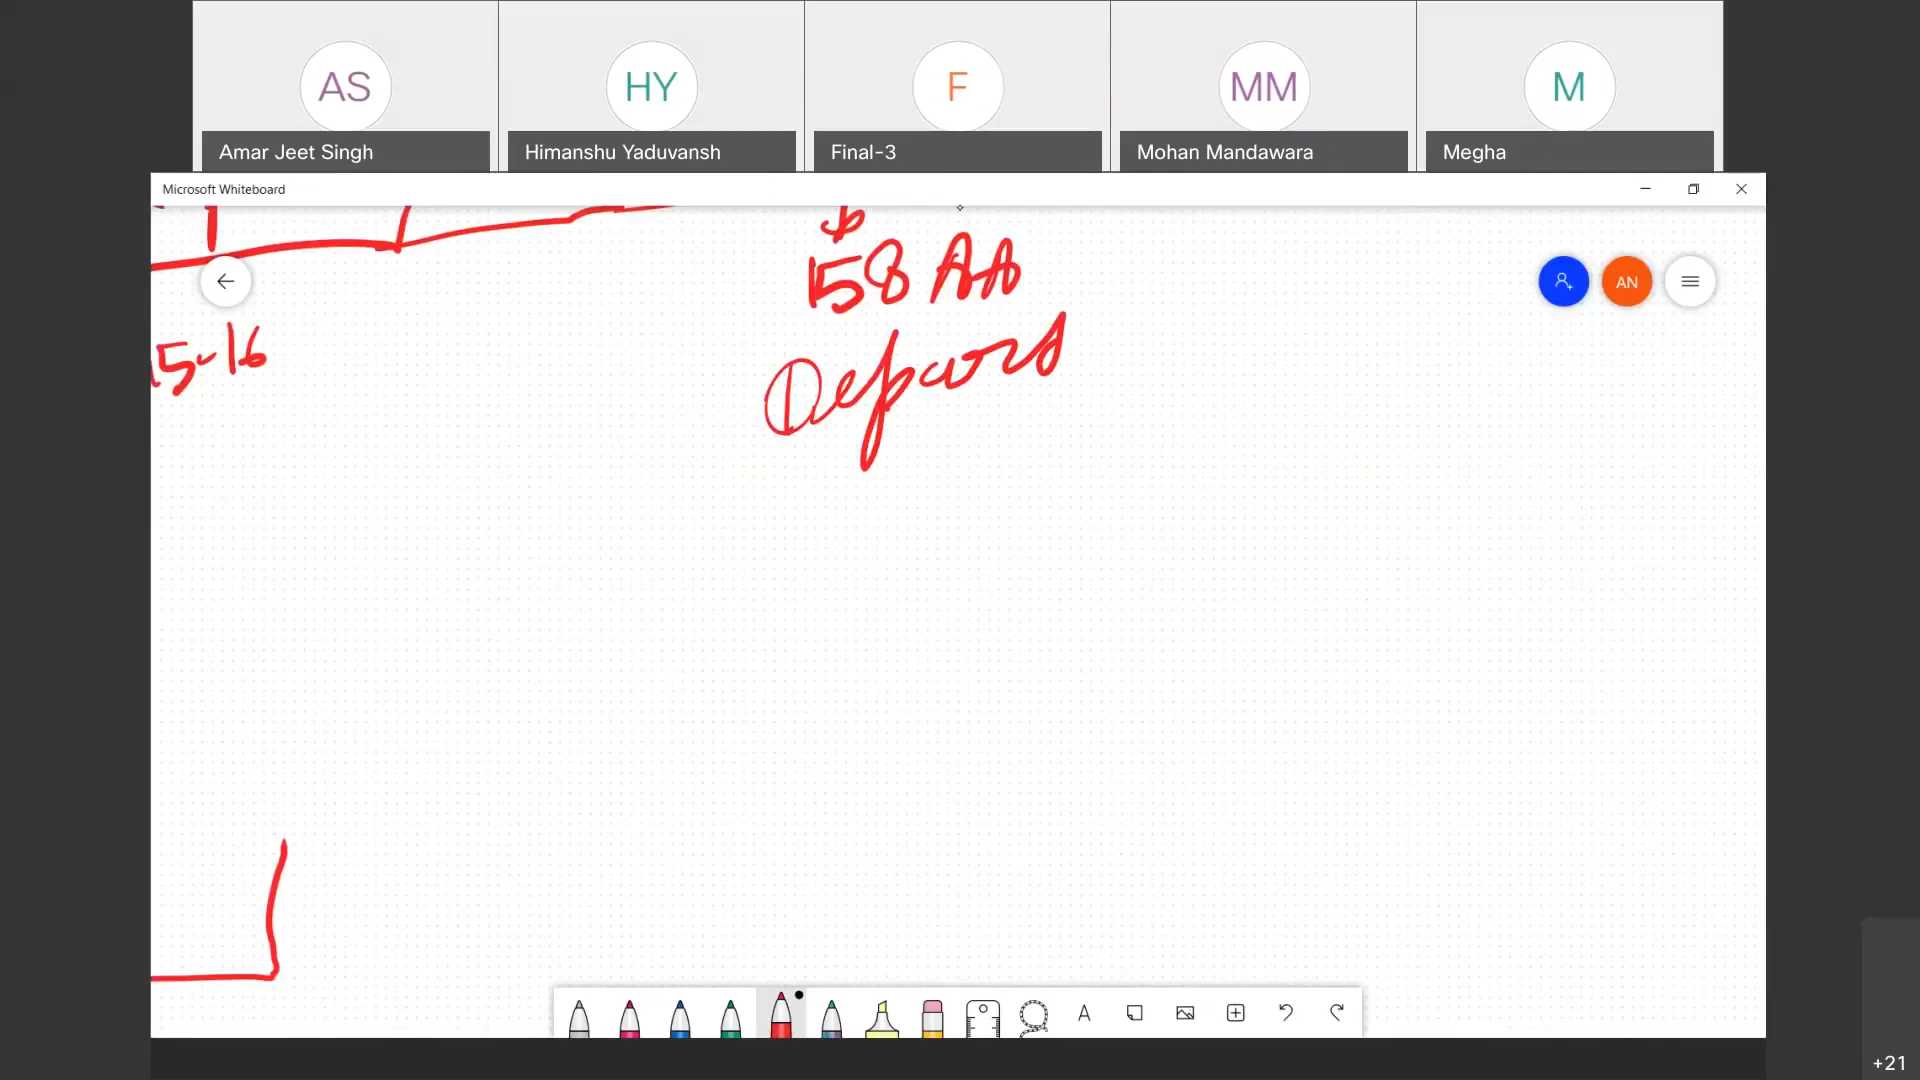 AS HY F MM M
Amar Jeet Singh Himanshu Yaduvansh Final-3 Mohan Mandawara Megha
Microsoft Whiteboard
158 AA
AN
15-16
+21